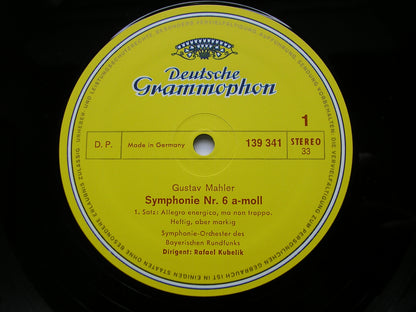 Deutsche
Grammophon
D. P.
Made in Germany
139 341
1
STEREO
33
Gustav Mahler
Symphonie Nr. 6 a-moll
1. Satz: Allegro energico, ma non troppo.
Heftig, aber markig
Symphonie-Orchester des
Bayerischen Rundfunks
Dirigent: Rafael Kubelik